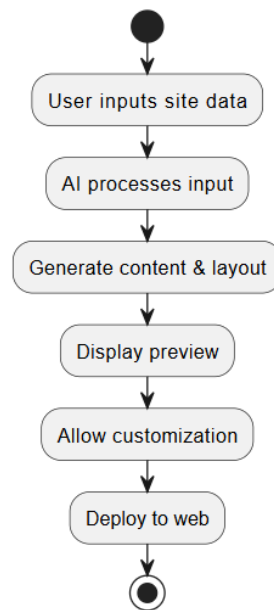 User inputs site data
AI processes input
Generate content & layout
Display preview
Allow customization
Deploy to web